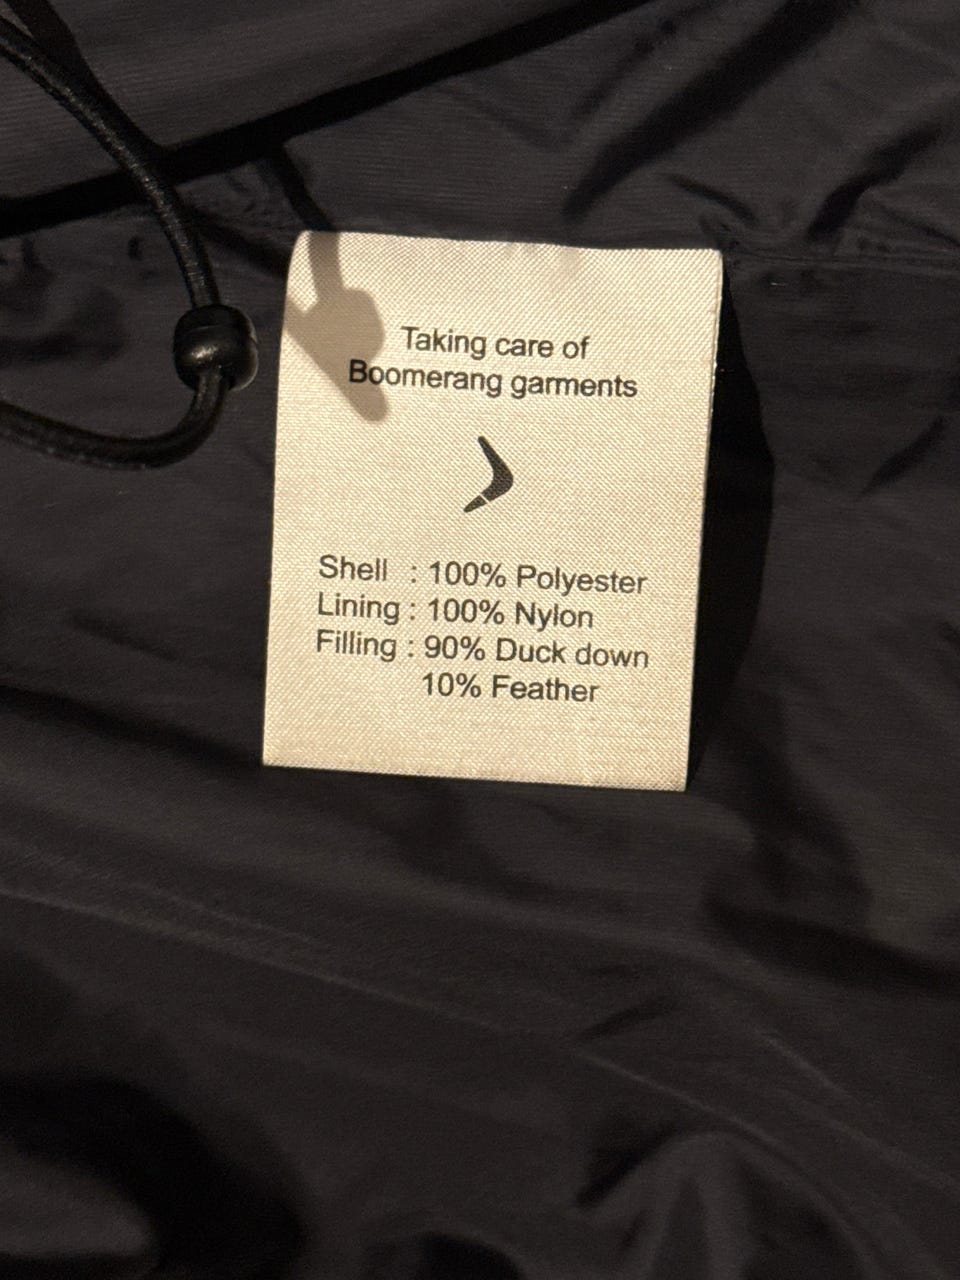 Taking care of
Boomerang garments
Shell : 100% Polyester
Lining : 100% Nylon
Filling : 90% Duck down
10% Feather